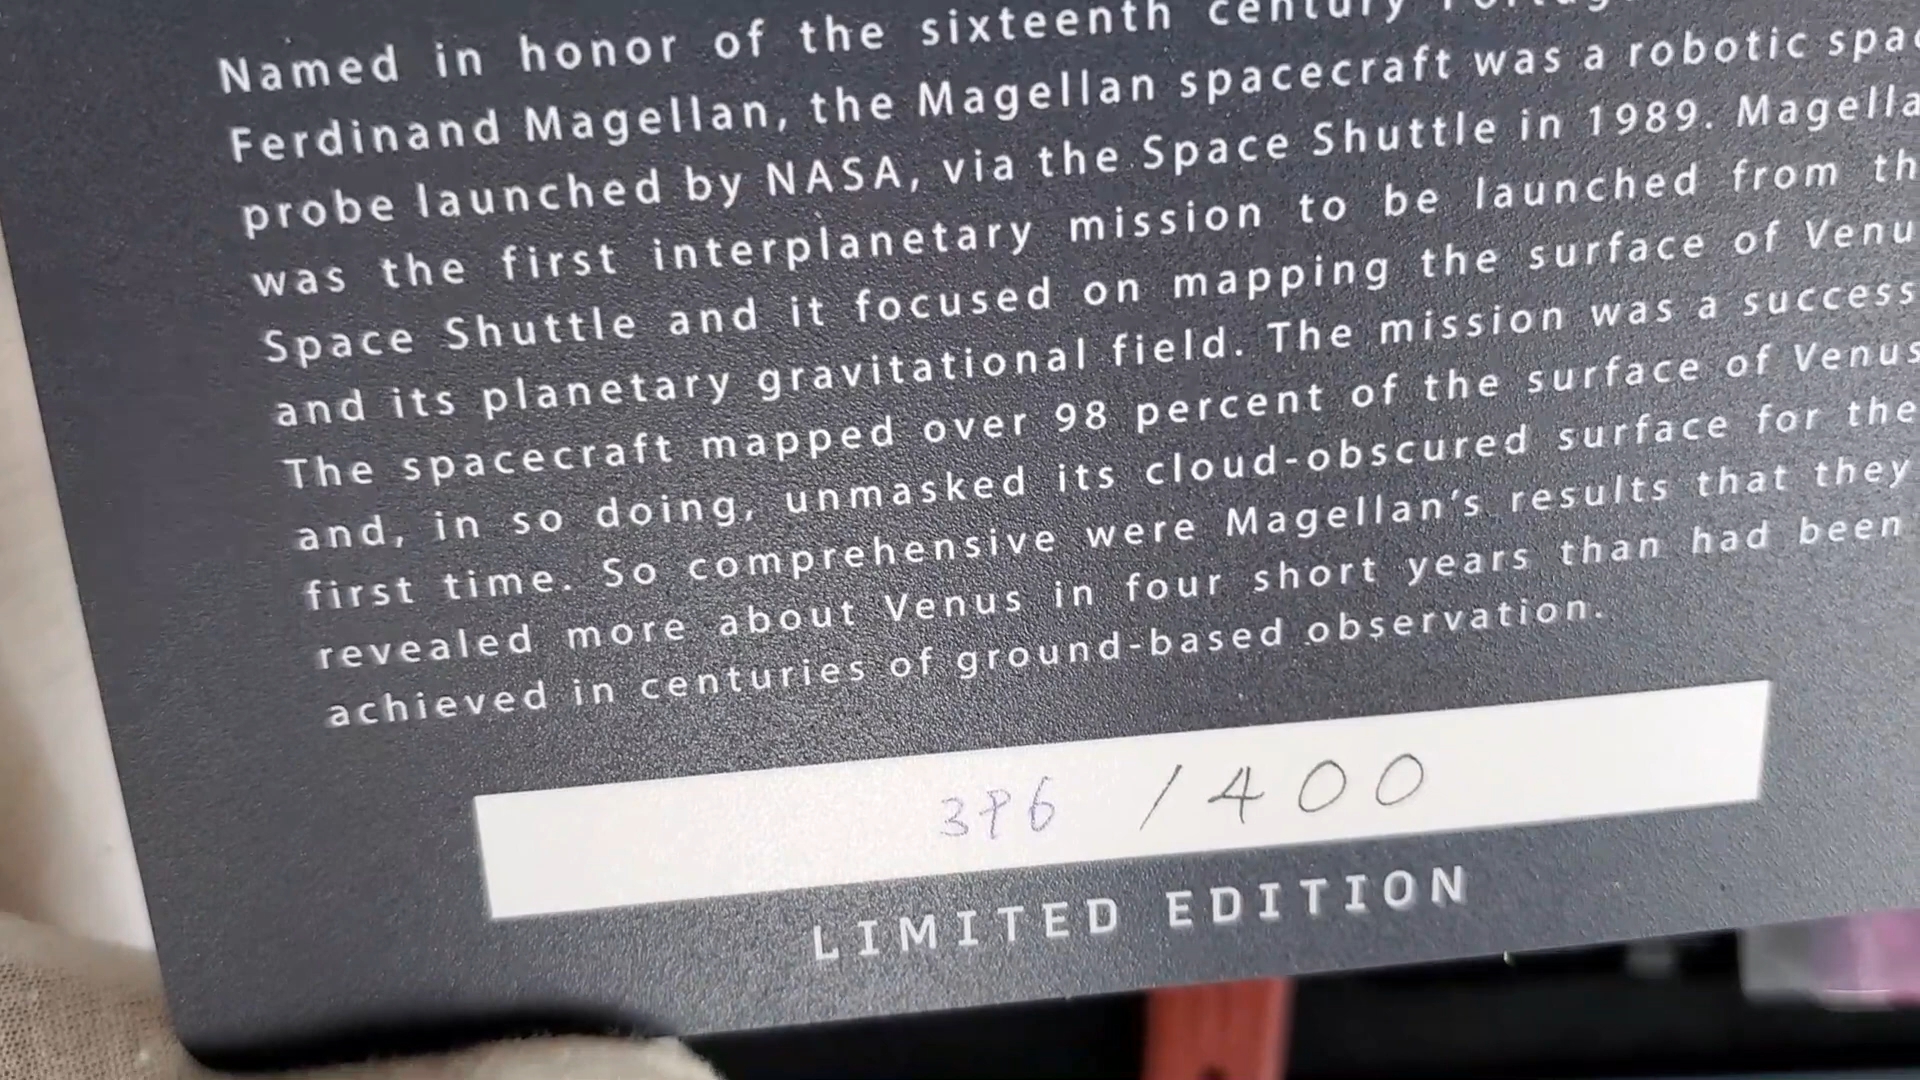 Named in honor of the sixteenth century
Ferdinand Magellan, the Magellan spacecraft was a robotic
probe launched by NASA, via the Space Shuttle in 1989.
was the first interplanetary mission to be launched from
Space Shuttle and it focused on mapping the surface of
and its planetary gravitational field. The mission was a success
The spacecraft mapped over 98 percent of the surface of Venus
and, in so doing, unmasked its cloud-obscured surface for the
first time. So comprehensive were Magellan's results that they
revealed more about Venus in four short years than had been
achieved in centuries of ground-based observation.
396 / 400
LIMITED EDITION